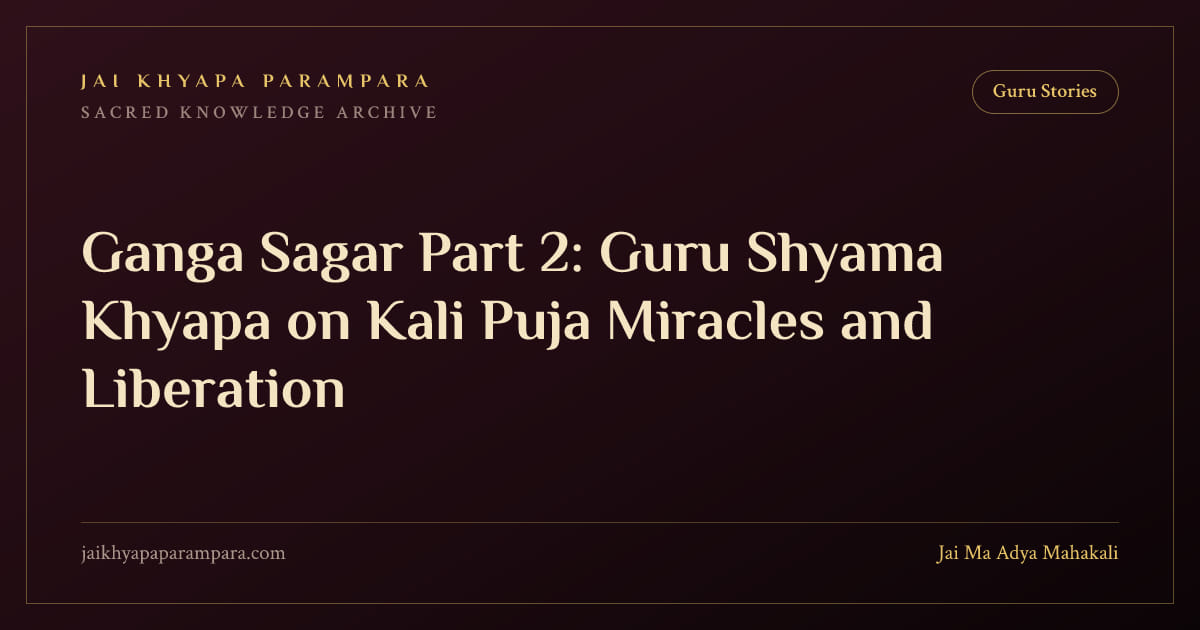 JAI KHYAPA PARAMPARA
SACRED KNOWLEDGE ARCHIVE
Guru Stories
Ganga Sagar Part 2: Guru Shyama
Khyapa on Kali Puja Miracles and
Liberation
jaikhyapaparampara.com
Jai Ma Adya Mahakali